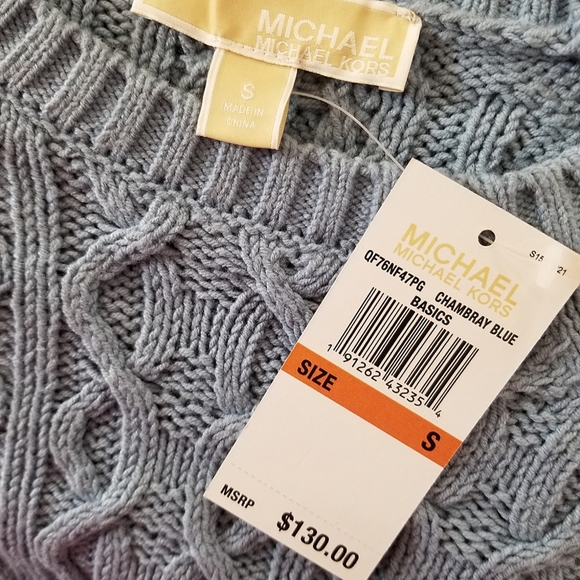 MICHAEL
MICHAEL KORS
S
MADE IN
CHINA
21
MICHAEL
MICHAEL KORS
QF76NF47PG CHAMBRAY BLUE
BASICS
1 91262 43235 4
SIZE S
MSRP $130.00